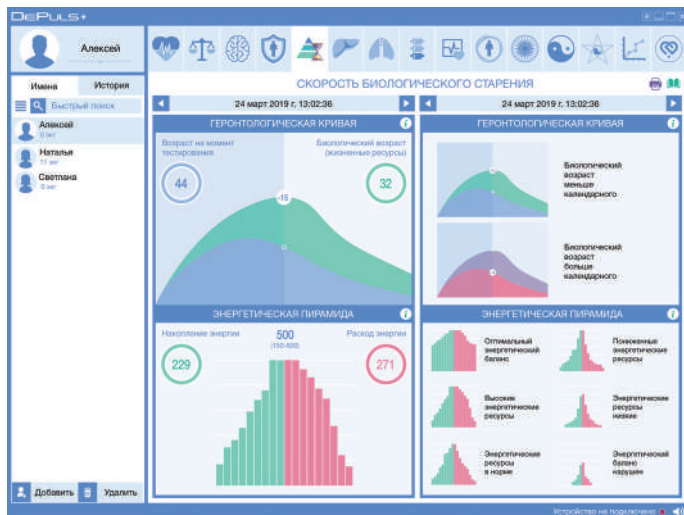 DEPULS+
Алексей
Имена
История
Быстрый поиск
Алексей
Наталья
11 зиг
Светлана
СКОРОСТЬ БИОЛОГИЧЕСКОГО СТАРЕНИЯ
24 март 2019 г. 13:02:36
24 март 2019 г. 13:02:36
ГЕРОНТОЛОГИЧЕСКАЯ КРИВАЯ
Возраст на момент
тестирования
44
Биологический возраст
(жизненные ресурсы)
32
-15
ГЕРОНТОЛОГИЧЕСКАЯ КРИВАЯ
Биологический
возраст
меньше
календарного
Биологический
возраст
больше
календарного
ЭНЕРГЕТИЧЕСКАЯ ПИРАМИДА
Накопление энергии
229
500
(150-600)
Расход энергии
271
ЭНЕРГЕТИЧЕСКАЯ ПИРАМИДА
Оптимальный
энергетический
баланс
Пониженные
энергетические
ресурсы
Высокие
энергетические
ресурсы
Энергетические
ресурсы
низкие
Энергетические
ресурсы
в норме
Энергетический
баланс
нарушен
Добавить
Удалить
Устройство не подключено